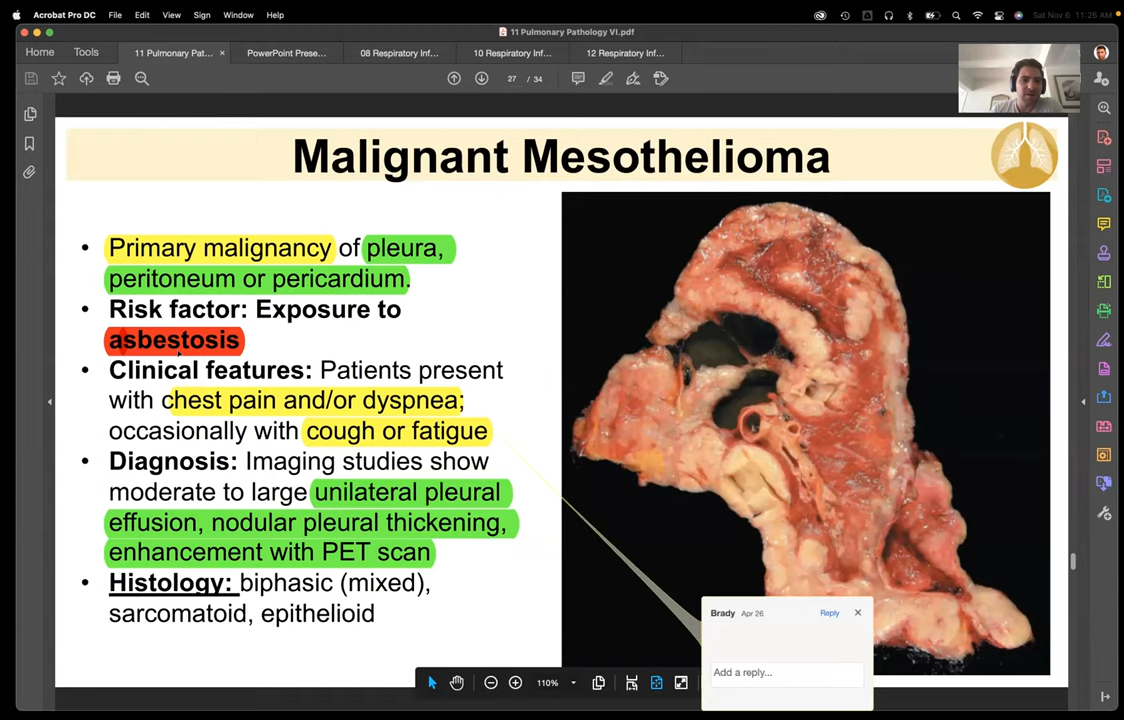 Acrobat Pro DC File Edit View Sign Window Help
Sat Nov 6 11:25 AM
11 Pulmonary Pathology VI.pdf
Home Tools 11 Pulmonary Pat... × PowerPoint Prese... 08 Respiratory Inf... 10 Respiratory Inf... 12 Respiratory Inf...
27 / 34
Malignant Mesothelioma
• Primary malignancy of pleura,
peritoneum or pericardium.
• Risk factor: Exposure to
asbestosis
• Clinical features: Patients present
with chest pain and/or dyspnea;
occasionally with cough or fatigue
• Diagnosis: Imaging studies show
moderate to large unilateral pleural
effusion, nodular pleural thickening,
enhancement with PET scan
• Histology: biphasic (mixed),
sarcomatoid, epithelioid
Brady Apr 26 Reply
Add a reply...
110%